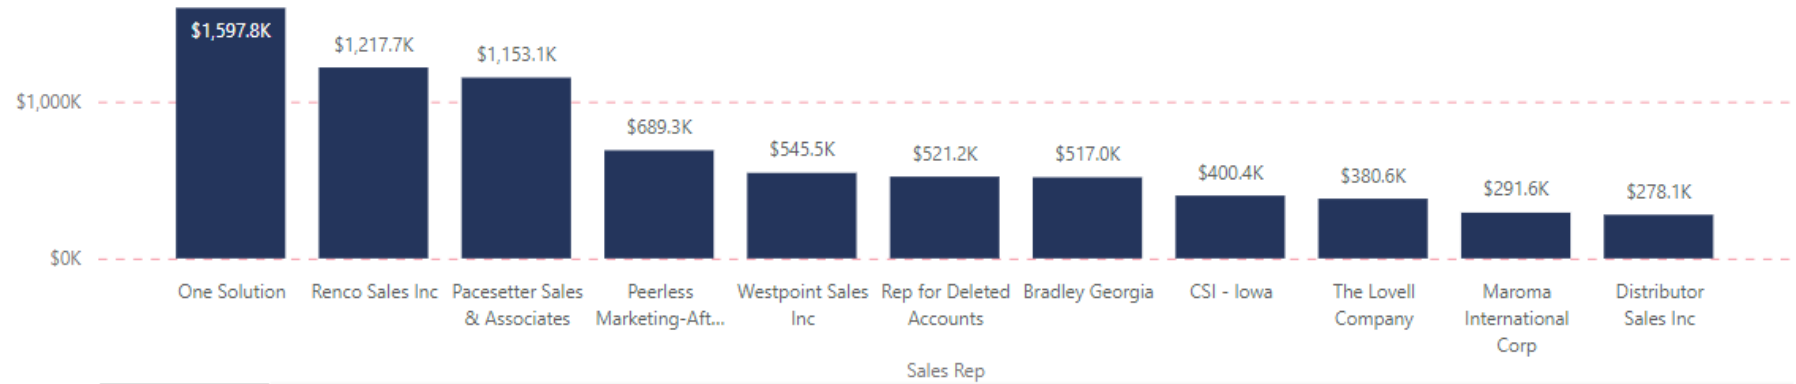 $1,597.8K
$1,217.7K
$1,153.1K
$1,000K
$689.3K
$545.5K
$521.2K
$517.0K
$400.4K
$380.6K
$291.6K
$278.1K
$0K
One Solution
Renco Sales Inc
Pacesetter Sales
& Associates
Peerless
Marketing-Aft...
Westpoint Sales
Inc
Rep for Deleted
Accounts
Bradley Georgia
CSI - Iowa
The Lovell
Company
Maroma
International
Corp
Distributor
Sales Inc
Sales Rep